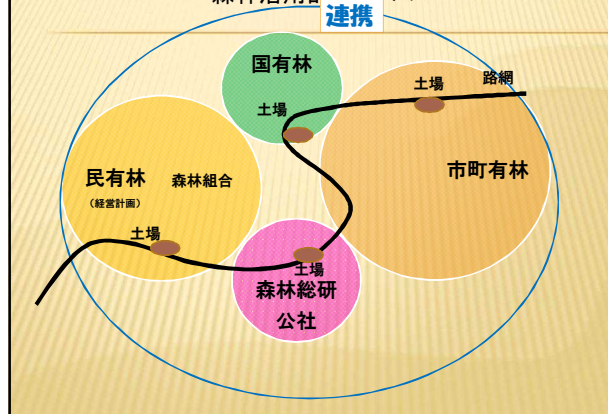 連携
国有林
土場
土場
路網
市町有林
民有林 森林組合
(経営計画)
土場
土場
森林総研
公社